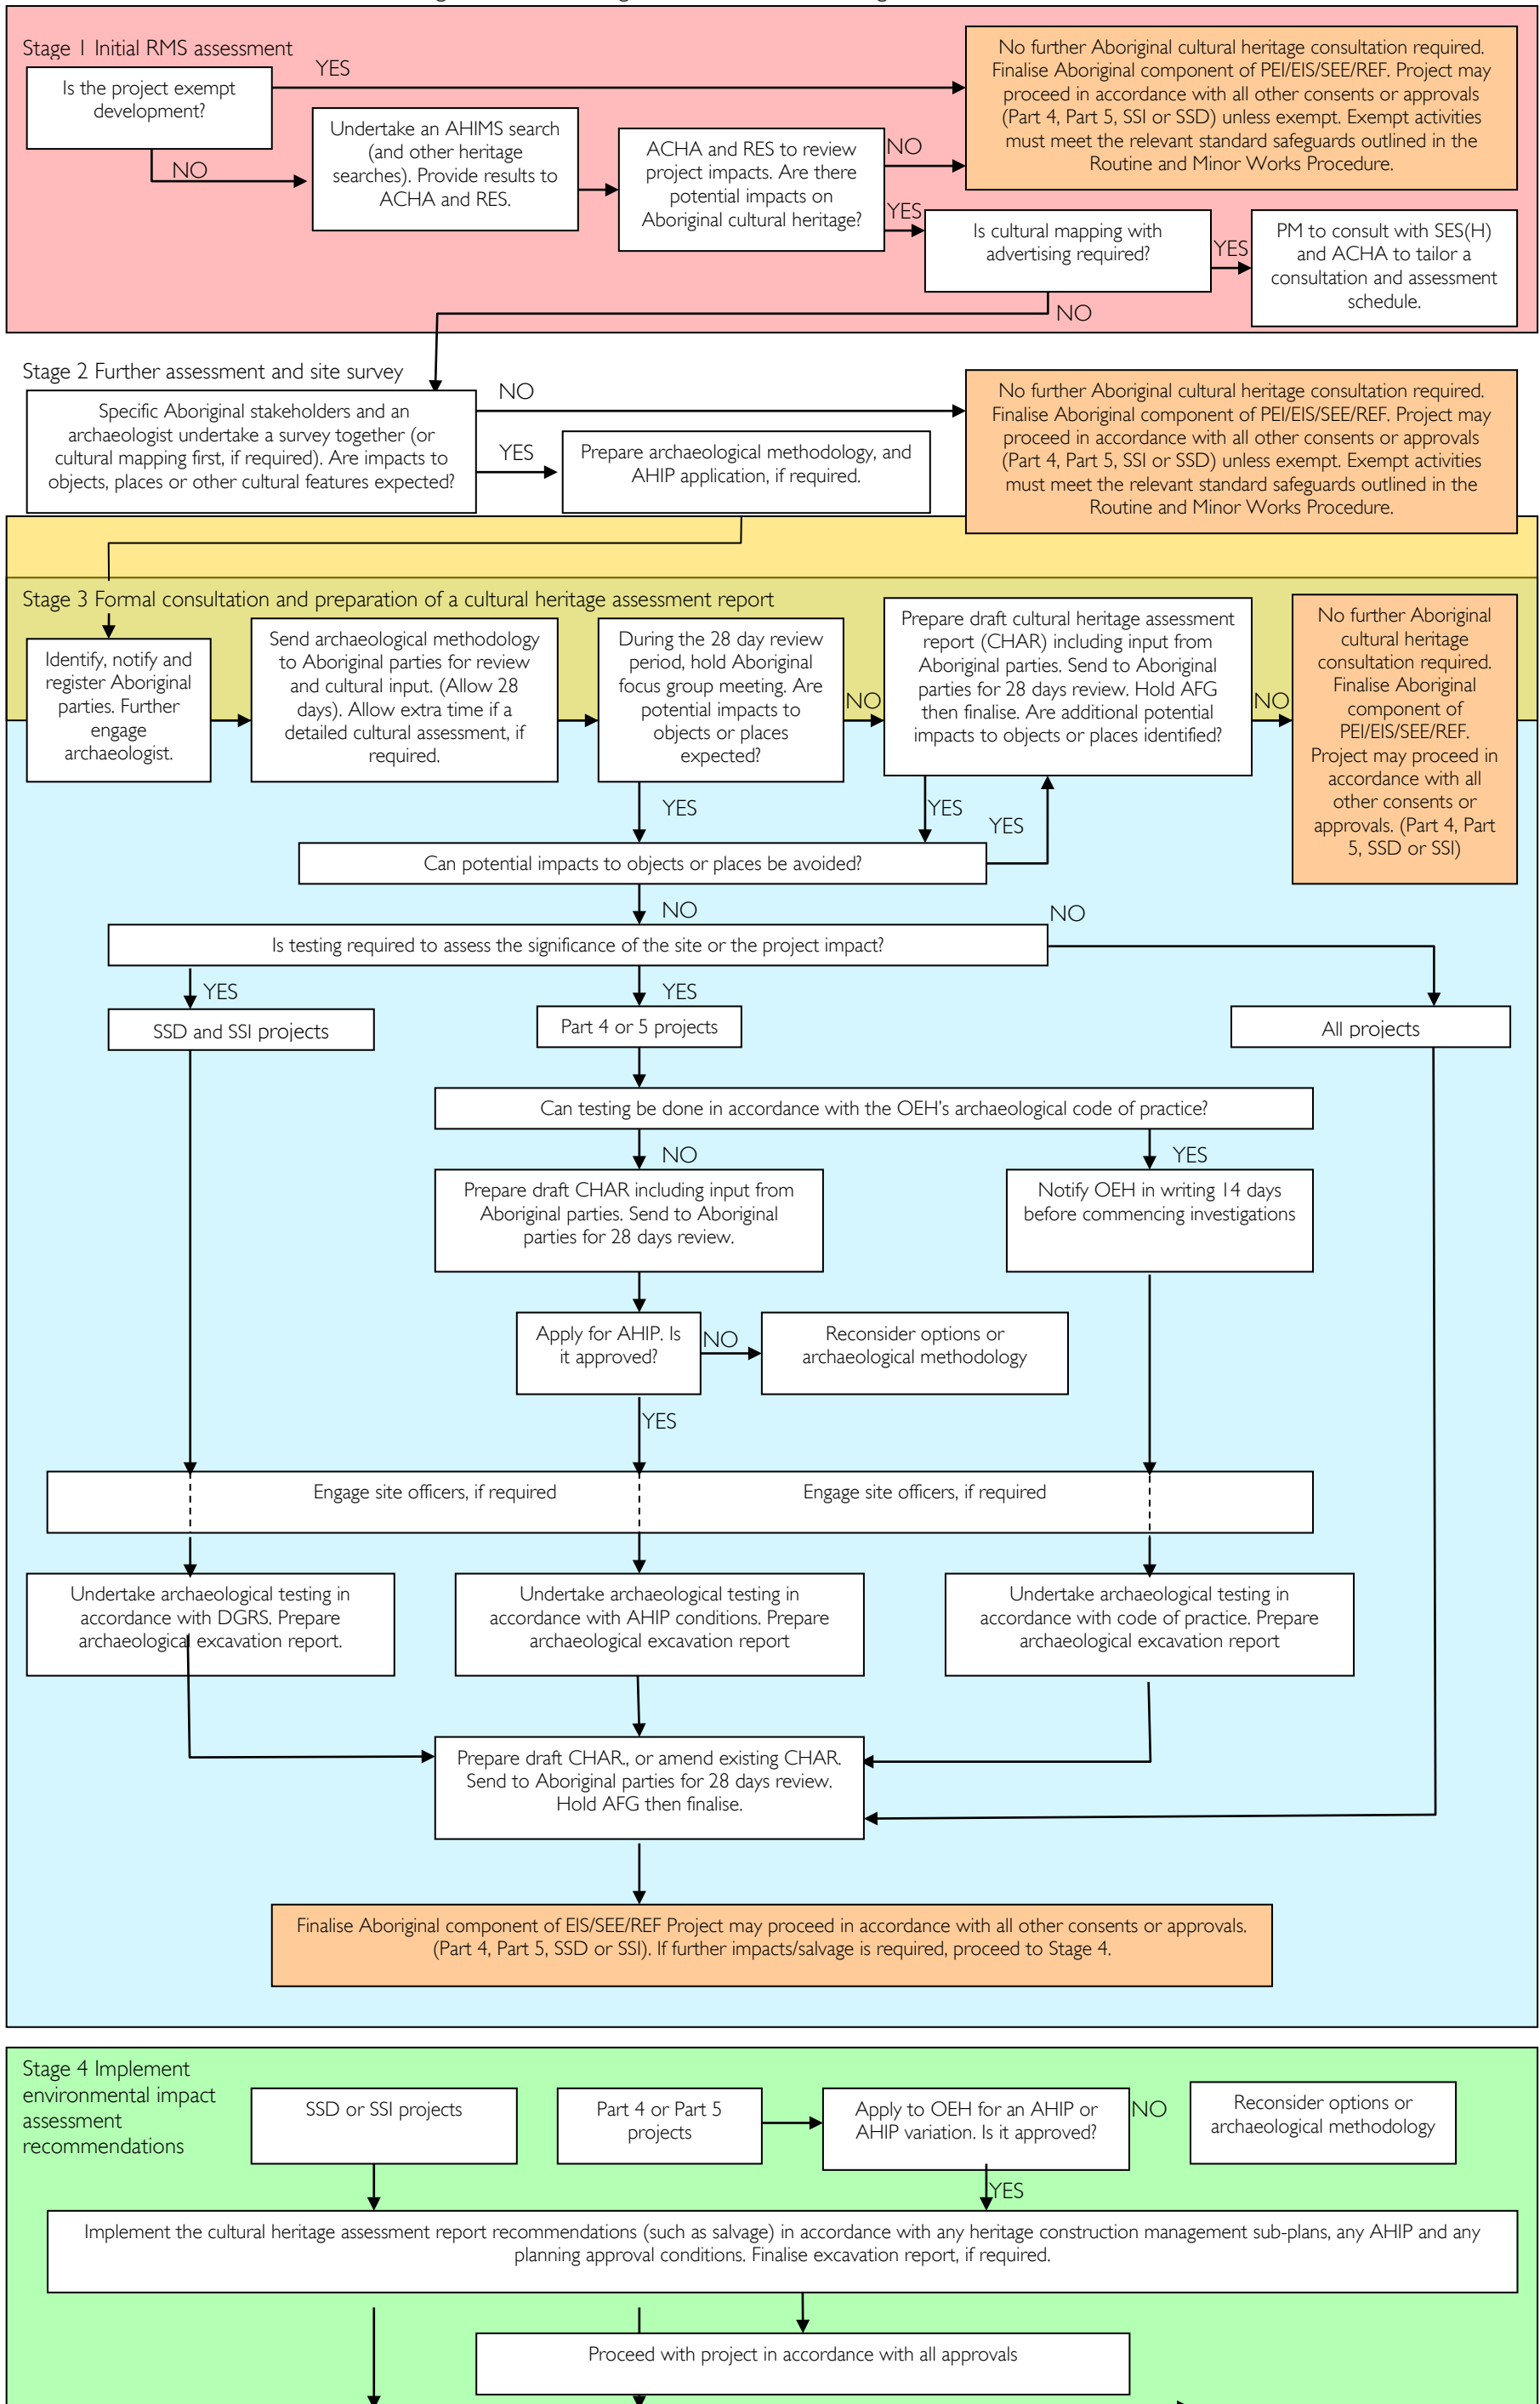 Stage 1 Initial RMS assessment
Is the project exempt
development?
YES
NO
Undertake an AHIMS search
(and other heritage
searches). Provide results to
ACHA and RES.
ACHA and RES to review
project impacts. Are there
potential impacts on
Aboriginal cultural heritage?
NO
YES
No further Aboriginal cultural heritage consultation required.
Finalise Aboriginal component of PEI/EIS/SEE/REF. Project may
proceed in accordance with all other consents or approvals
(Part 4, Part 5, SSI or SSD) unless exempt. Exempt activities
must meet the relevant standard safeguards outlined in the
Routine and Minor Works Procedure.
Is cultural mapping with
advertising required?
YES
NO
PM to consult with SES(H)
and ACHA to tailor a
consultation and assessment
schedule.
Stage 2 Further assessment and site survey
Specific Aboriginal stakeholders and an
archaeologist undertake a survey together (or
cultural mapping first, if required). Are impacts to
objects, places or other cultural features expected?
NO
YES
Prepare archaeological methodology, and
AHIP application, if required.
No further Aboriginal cultural heritage consultation required.
Finalise Aboriginal component of PEI/EIS/SEE/REF. Project may
proceed in accordance with all other consents or approvals
(Part 4, Part 5, SSI or SSD) unless exempt. Exempt activities
must meet the relevant standard safeguards outlined in the
Routine and Minor Works Procedure.
Stage 3 Formal consultation and preparation of a cultural heritage assessment report
Identify, notify and
register Aboriginal
parties. Further
engage
archaeologist.
Send archaeological methodology
to Aboriginal parties for review
and cultural input. (Allow 28
days). Allow extra time if a
detailed cultural assessment, if
required.
During the 28 day review
period, hold Aboriginal
focus group meeting. Are
potential impacts to
objects or places
expected?
NO
YES
Prepare draft cultural heritage assessment
report (CHAR) including input from
Aboriginal parties. Send to Aboriginal
parties for 28 days review. Hold AFG
then finalise. Are additional potential
impacts to objects or places identified?
NO
YES
YES
No further Aboriginal
cultural heritage
consultation required.
Finalise Aboriginal
component of
PEI/EIS/SEE/REF.
Project may proceed in
accordance with all
other consents or
approvals. (Part 4, Part
5, SSD or SSI)
Can potential impacts to objects or places be avoided?
NO
Is testing required to assess the significance of the site or the project impact?
NO
YES
YES
SSD and SSI projects
Part 4 or 5 projects
All projects
Can testing be done in accordance with the OEH's archaeological code of practice?
NO
YES
Prepare draft CHAR including input from
Aboriginal parties. Send to Aboriginal
parties for 28 days review.
Notify OEH in writing 14 days
before commencing investigations
Apply for AHIP. Is
it approved?
NO
YES
Reconsider options or
archaeological methodology
Engage site officers, if required
Engage site officers, if required
Undertake archaeological testing in
accordance with DGRS. Prepare
archaeological excavation report.
Undertake archaeological testing in
accordance with AHIP conditions. Prepare
archaeological excavation report
Undertake archaeological testing in
accordance with code of practice. Prepare
archaeological excavation report
Prepare draft CHAR., or amend existing CHAR.
Send to Aboriginal parties for 28 days review.
Hold AFG then finalise.
Finalise Aboriginal component of EIS/SEE/REF Project may proceed in accordance with all other consents or approvals.
(Part 4, Part 5, SSD or SSI). If further impacts/salvage is required, proceed to Stage 4.
Stage 4 Implement
environmental impact
assessment
recommendations
SSD or SSI projects
Part 4 or Part 5
projects
Apply to OEH for an AHIP or
AHIP variation. Is it approved?
NO
YES
Reconsider options or
archaeological methodology
Implement the cultural heritage assessment report recommendations (such as salvage) in accordance with any heritage construction management sub-plans, any AHIP and any
planning approval conditions. Finalise excavation report, if required.
Proceed with project in accordance with all approvals